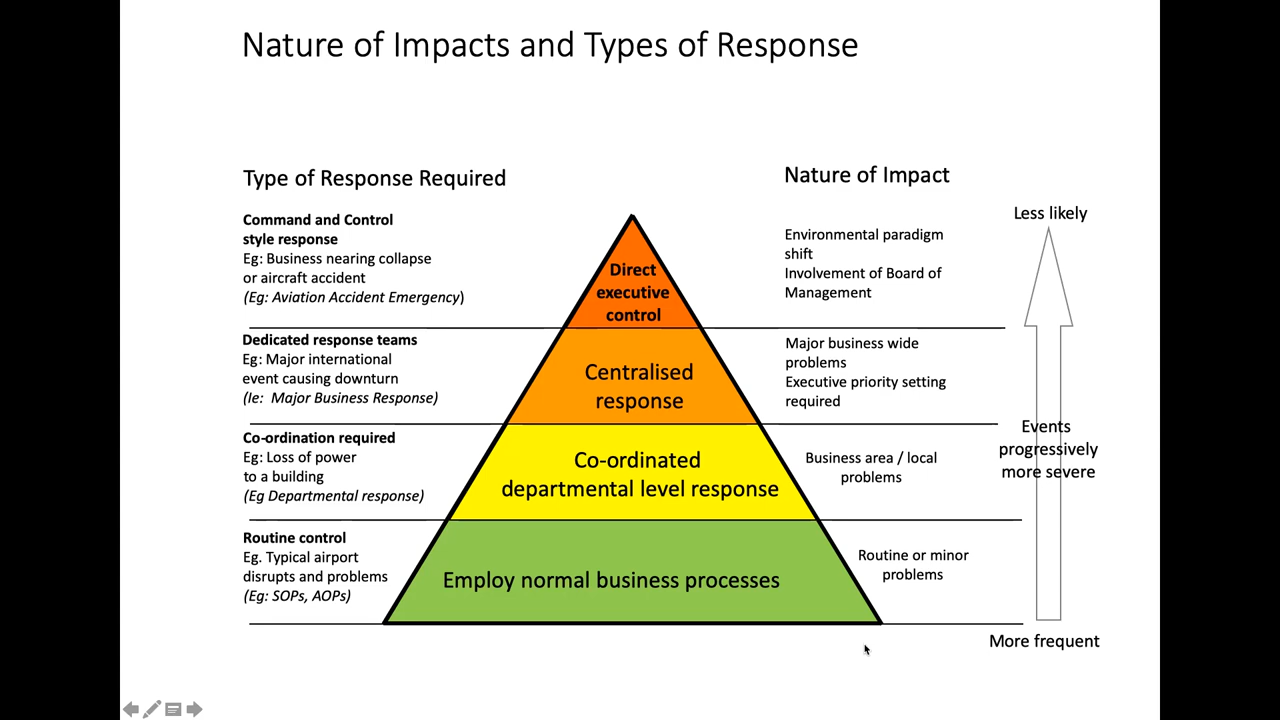 Nature of Impacts and Types of Response
Type of Response Required
Nature of Impact
Command and Control
style response
Eg: Business nearing collapse
or aircraft accident
(Eg: Aviation Accident Emergency)
Direct
executive
control
Environmental paradigm
shift
Involvement of Board of
Management
Less likely
Dedicated response teams
Eg: Major international
event causing downturn
(Ie: Major Business Response)
Centralised
response
Major business wide
problems
Executive priority setting
required
Events
progressively
more severe
Co-ordination required
Eg: Loss of power
to a building
(Eg Departmental response)
Co-ordinated
departmental level response
Business area / local
problems
Routine control
Eg. Typical airport
disrupts and problems
(Eg: SOPs, AOPs)
Employ normal business processes
Routine or minor
problems
More frequent